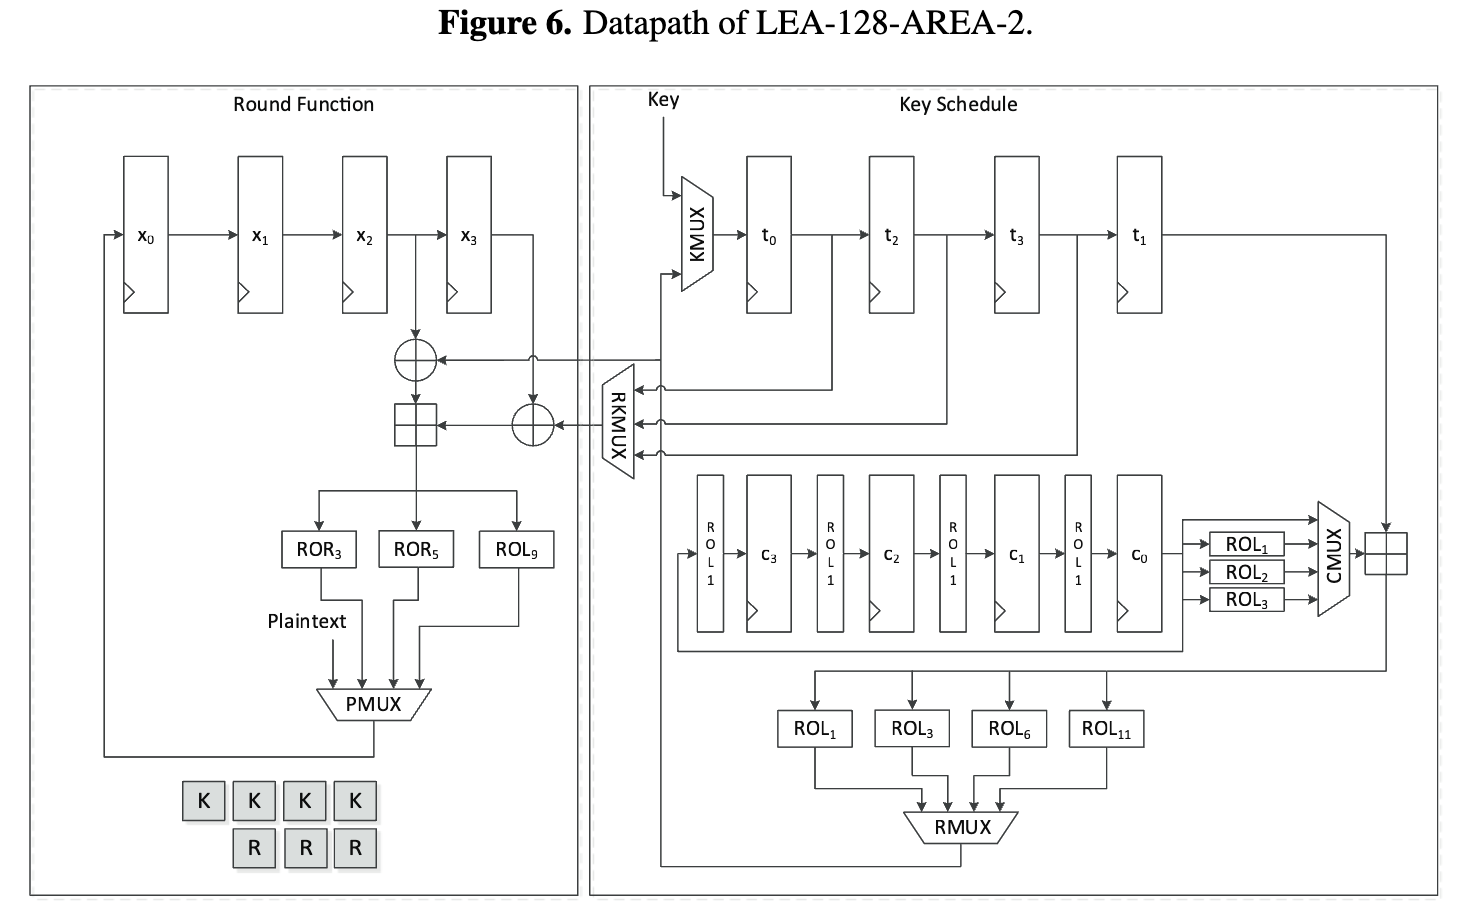 Figure 6. Datapath of LEA-128-AREA-2.
Round Function
Key Schedule
Key
x₀
x₁
x₂
x₃
KMUX
t₀
t₂
t₃
t₁
RKMUX
ROL1
c₃
ROL1
c₂
ROL1
c₁
ROL1
c₀
ROL₁
ROL₂
ROL₃
CMUX
ROR₃
ROR₅
ROL₉
Plaintext
PMUX
ROL₁
ROL₃
ROL₆
ROL₁₁
RMUX
K K K K
R R R